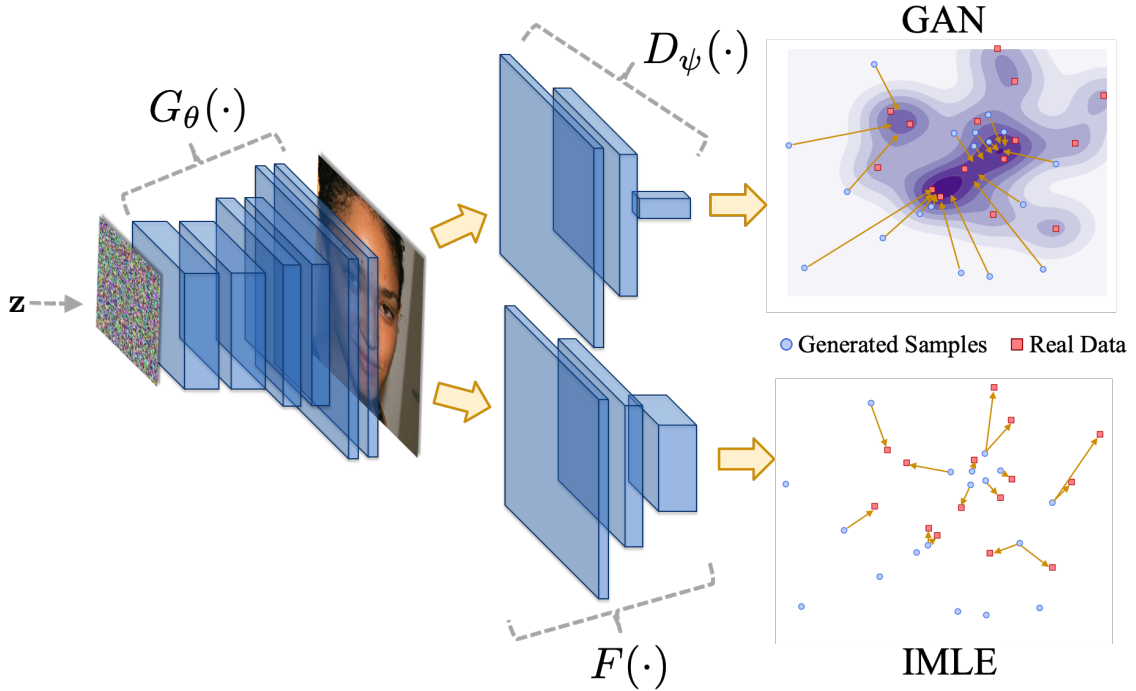 GAN
D_ψ(·)
G_θ(·)
z
Generated Samples
Real Data
F(·)
IMLE